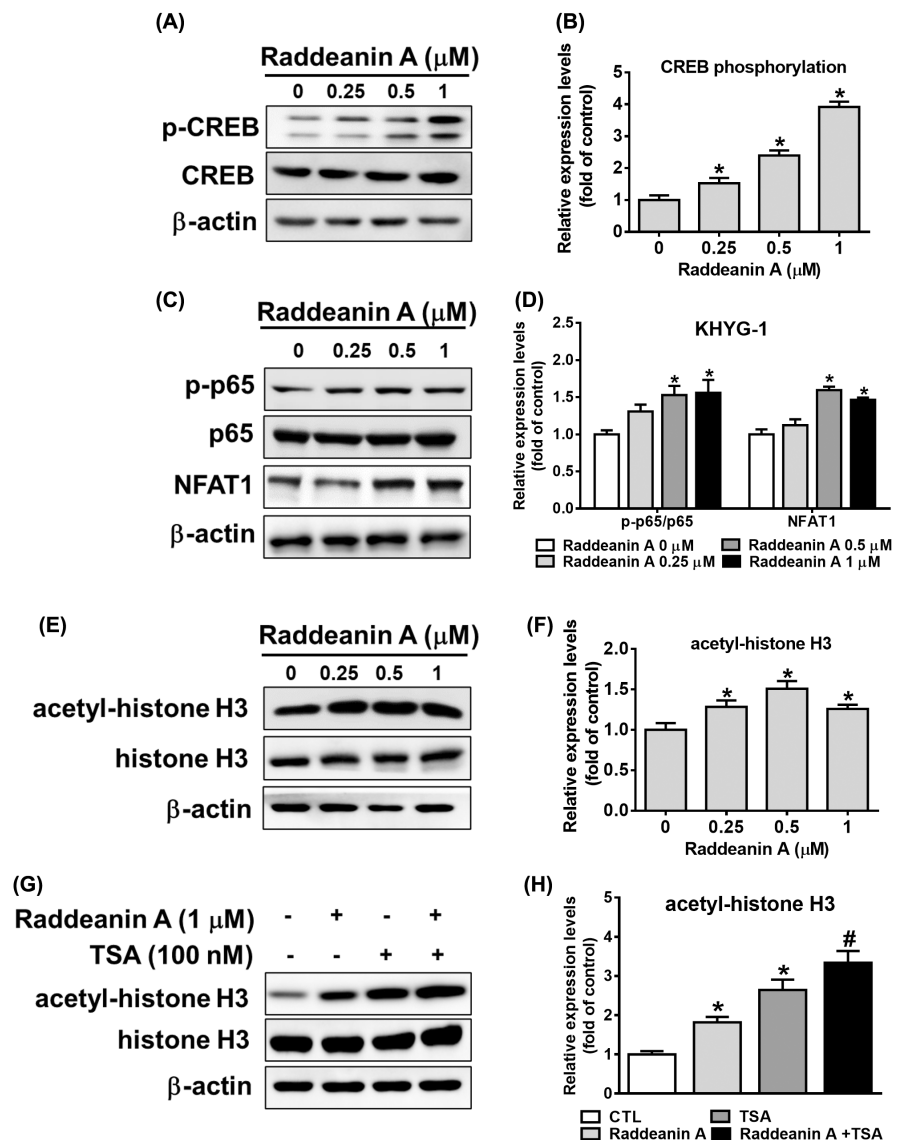 (A)
Raddeanin A (μM)
0 0.25 0.5 1
p-CREB
CREB
β-actin
(B)
CREB phosphorylation
Relative expression levels
(fold of control)
5
4
3
2
1
0
0 0.25 0.5 1
* * * *
Raddeanin A (μM)
(C)
Raddeanin A (μM)
0 0.25 0.5 1
p-p65
p65
NFAT1
β-actin
(D)
KHYG-1
Relative expression levels
(fold of control)
2.5
2.0
1.5
1.0
0.5
0.0
* * * *
p-p65/p65 NFAT1
Raddeanin A 0 μM Raddeanin A 0.5 μM
Raddeanin A 0.25 μM Raddeanin A 1 μM
(E)
Raddeanin A (μM)
0 0.25 0.5 1
acetyl-histone H3
histone H3
β-actin
(F)
acetyl-histone H3
Relative expression levels
(fold of control)
2.0
1.5
1.0
0.5
0.0
* * *
0 0.25 0.5 1
Raddeanin A (μM)
(G)
Raddeanin A (1 μM) - + - +
TSA (100 nM) - - + +
acetyl-histone H3
histone H3
β-actin
(H)
acetyl-histone H3
Relative expression levels
(fold of control)
5
4
3
2
1
0
* * #
CTL TSA
Raddeanin A Raddeanin A +TSA